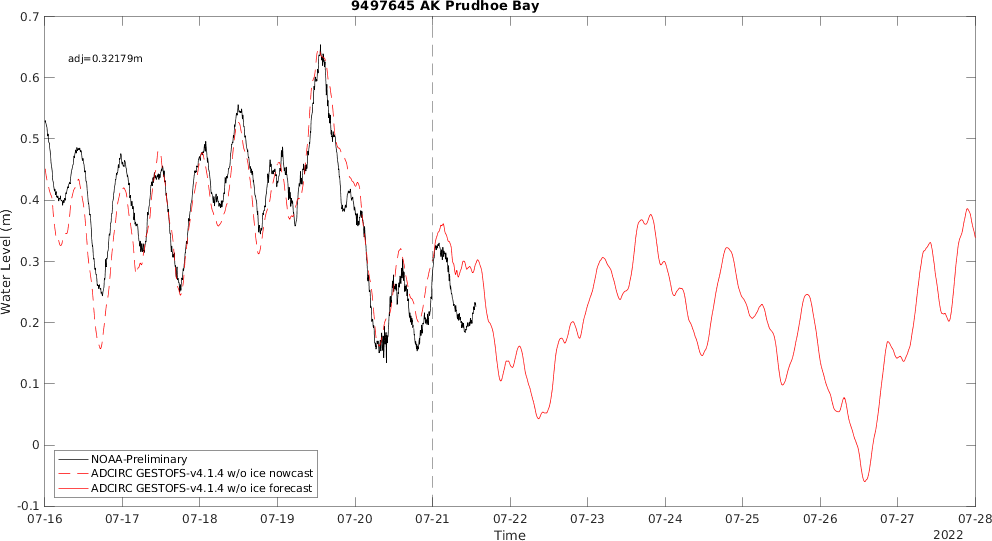 9497645 AK Prudhoe Bay
adj=0.32179m
Water Level (m)
0.7
0.6
0.5
0.4
0.3
0.2
0.1
0
-0.1
NOAA-Preliminary
ADCIRC GESTOFS-v4.1.4 w/o ice nowcast
ADCIRC GESTOFS-v4.1.4 w/o ice forecast
07-16 07-17 07-18 07-19 07-20 07-21 07-22 07-23 07-24 07-25 07-26 07-27 07-28
Time
2022